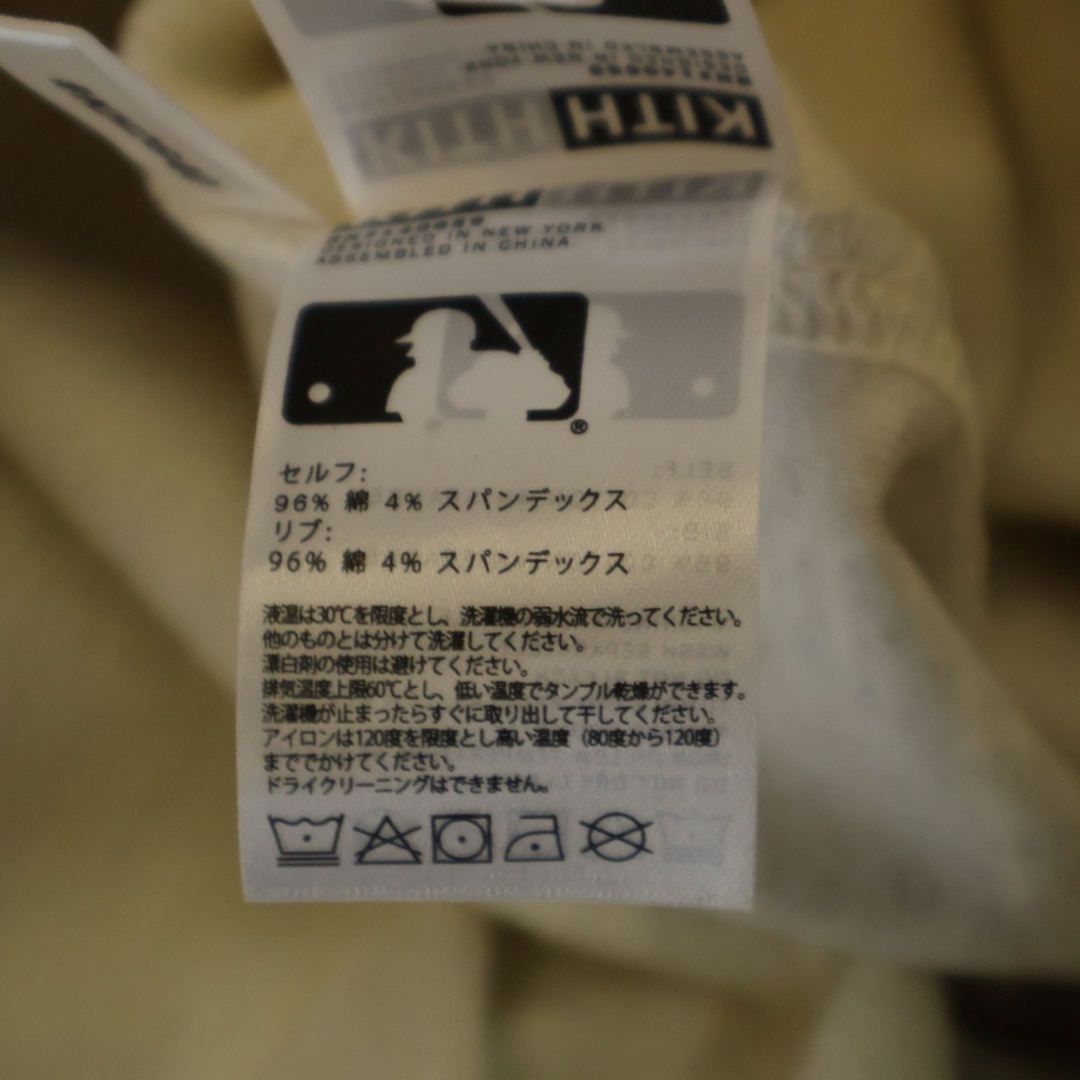 KITH
DESIGNED IN NEW YORK
ASSEMBLED IN CHINA
®
セルフ:
96% 綿 4% スパンデックス
リブ:
96% 綿 4% スパンデックス
液温は30℃を限度とし、洗濯機の弱水流で洗ってください。
他のものとは分けて洗濯してください。
漂白剤の使用は避けてください。
排気温度上限60℃とし、低い温度でタンブル乾燥ができます。
洗濯機が止まったらすぐに取り出して干してください。
アイロンは120度を限度とし高い温度（80度から120度）
まででかけてください。
ドライクリーニングはできません。